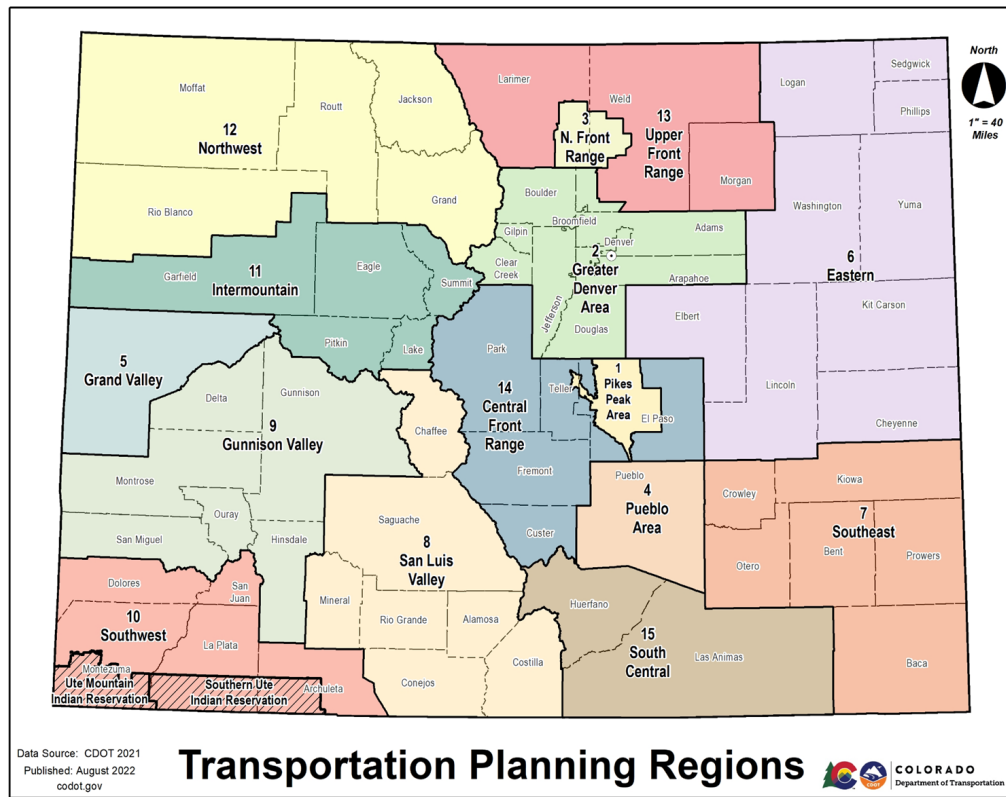 North
1" = 40
Miles
Moffat
Routt
Jackson
Larimer
Weld
Logan
Sedgwick
Phillips
12
Northwest
3
N. Front
Range
13
Upper
Front
Range
Morgan
Washington
Yuma
Rio Blanco
Grand
Boulder
Broomfield
Gilpin
Denver
Adams
Clear
Creek
2
Greater
Denver
Area
Arapahoe
Jefferson
Douglas
6
Eastern
Garfield
11
Intermountain
Eagle
Summit
Pitkin
Lake
Elbert
Kit Carson
Lincoln
Cheyenne
5
Grand Valley
Park
14
Central
Front
Range
Teller
1
Pikes
Peak
Area
El Paso
Delta
Gunnison
9
Gunnison Valley
Chaffee
Fremont
Custer
Montrose
Ouray
San Miguel
Hinsdale
Saguache
8
San Luis
Valley
Pueblo
4
Pueblo
Area
Crowley
Kiowa
7
Southeast
Otero
Bent
Prowers
Baca
Dolores
San
Juan
10
Southwest
La Plata
Montezuma
Ute Mountain
Indian Reservation
Southern Ute
Indian Reservation
Archuleta
Mineral
Rio Grande
Alamosa
Conejos
Costilla
Huerfano
15
South
Central
Las Animas
Data Source: CDOT 2021
Published: August 2022
codot.gov
Transportation Planning Regions
CDOT
COLORADO
Department of Transportation